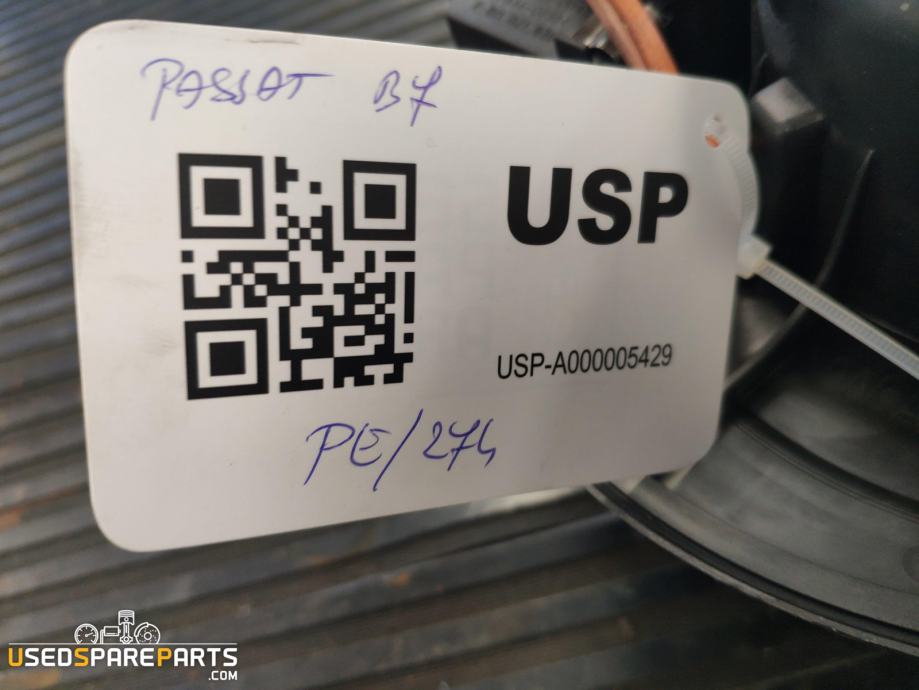 PASSAT B7
USP
USP-A000005429
PE/274
USEDSPAREPARTS
.COM